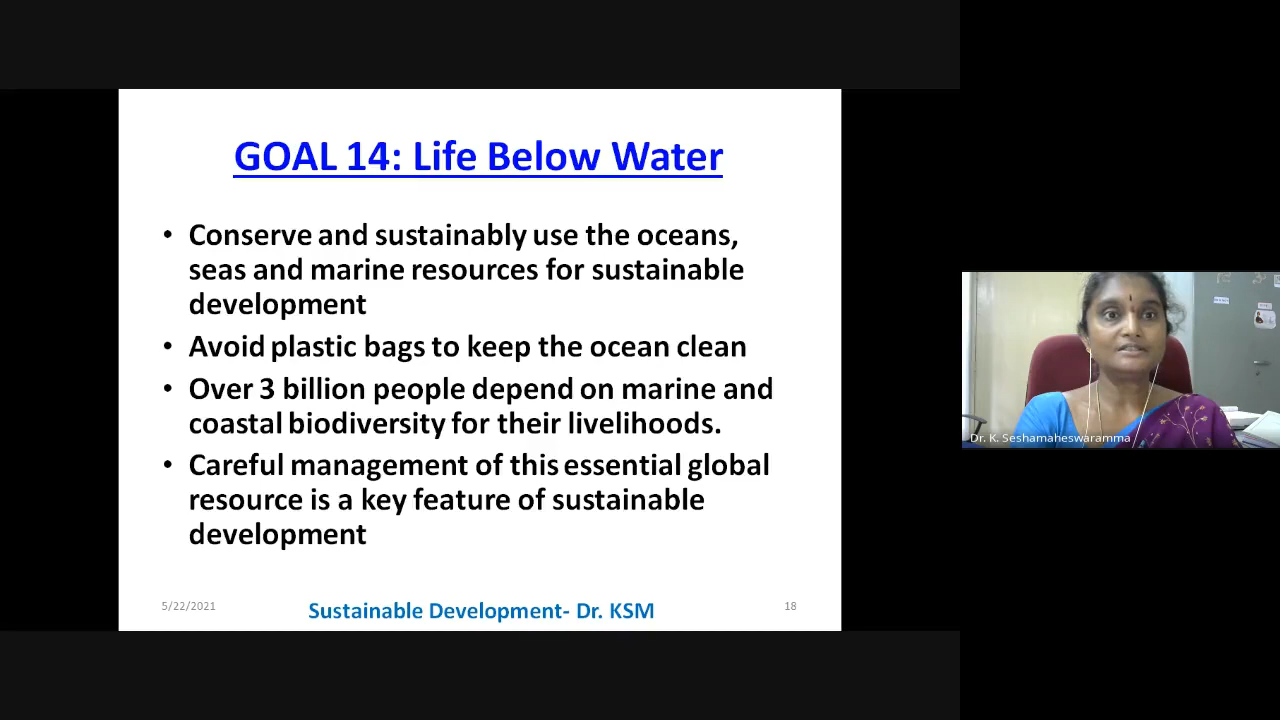 GOAL 14: Life Below Water
• Conserve and sustainably use the oceans,
seas and marine resources for sustainable
development
• Avoid plastic bags to keep the ocean clean
• Over 3 billion people depend on marine and
coastal biodiversity for their livelihoods.
• Careful management of this essential global
resource is a key feature of sustainable
development
5/22/2021
Sustainable Development- Dr. KSM
18
Dr. K. Seshamaheswaramma